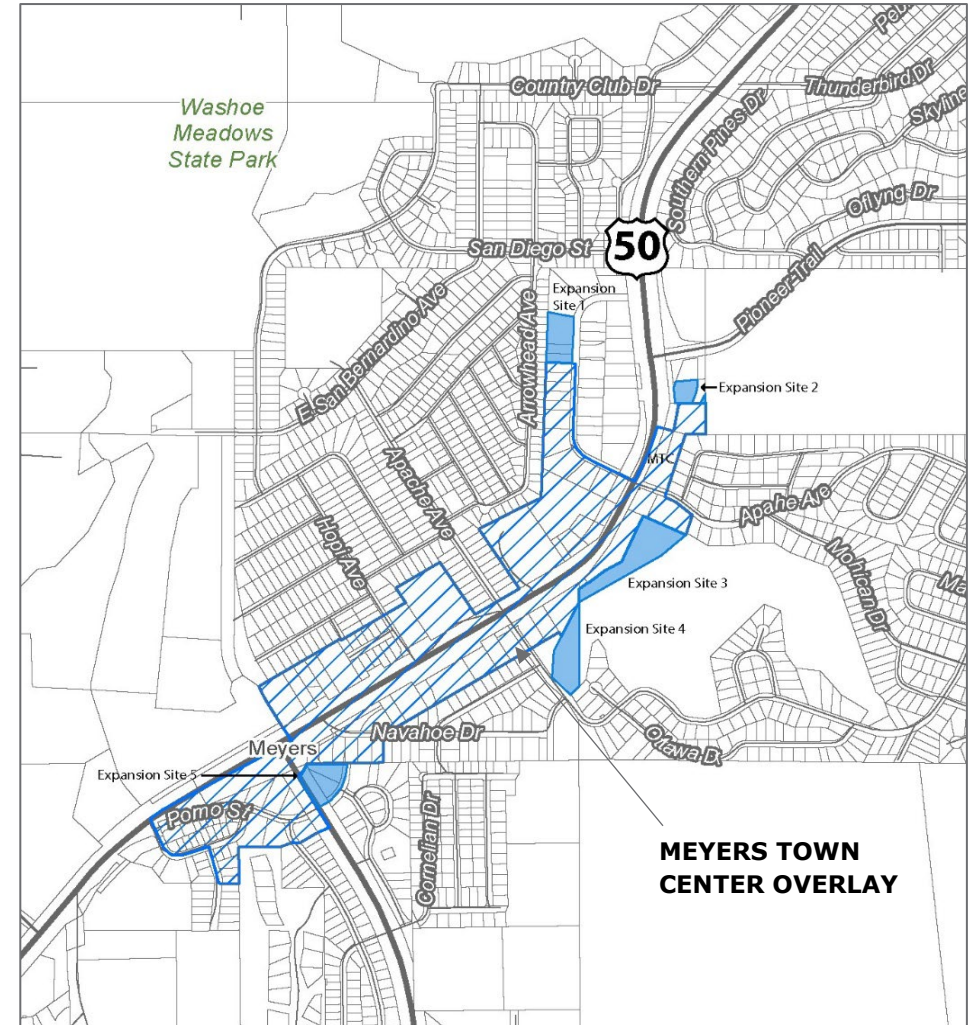 Washoe
Meadows
State Park
Country Club Dr
Thunderbird Dr
Skyline
Southern Pines Dr
Oflyng Dr
San Diego St
50
Pioneer Trail
Expansion
Site 1
E San Bernardino Ave
Arrowhead Ave
Expansion Site 2
MTC
Apache Ave
Hopi Ave
Apahe Ave
Mohican Dr
Expansion Site 3
Expansion Site 4
Navahoe Dr
Meyers
Ottawa Dr
Expansion Site 5
Pomo St
Cornelian Dr
MEYERS TOWN
CENTER OVERLAY